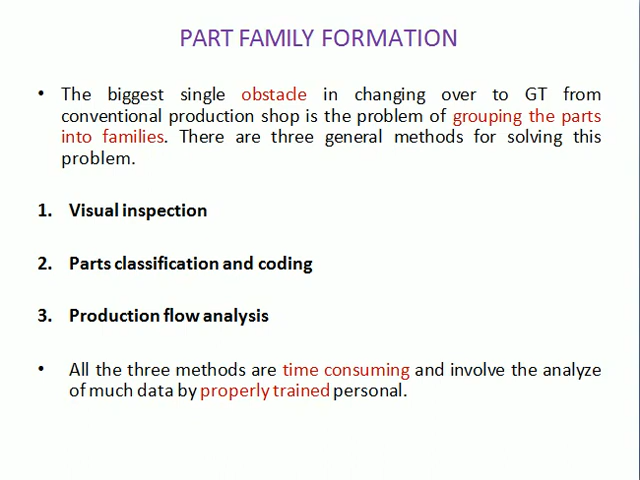 PART FAMILY FORMATION
• The biggest single obstacle in changing over to GT from
conventional production shop is the problem of grouping the parts
into families. There are three general methods for solving this
problem.
1. Visual inspection
2. Parts classification and coding
3. Production flow analysis
• All the three methods are time consuming and involve the analyze
of much data by properly trained personal.